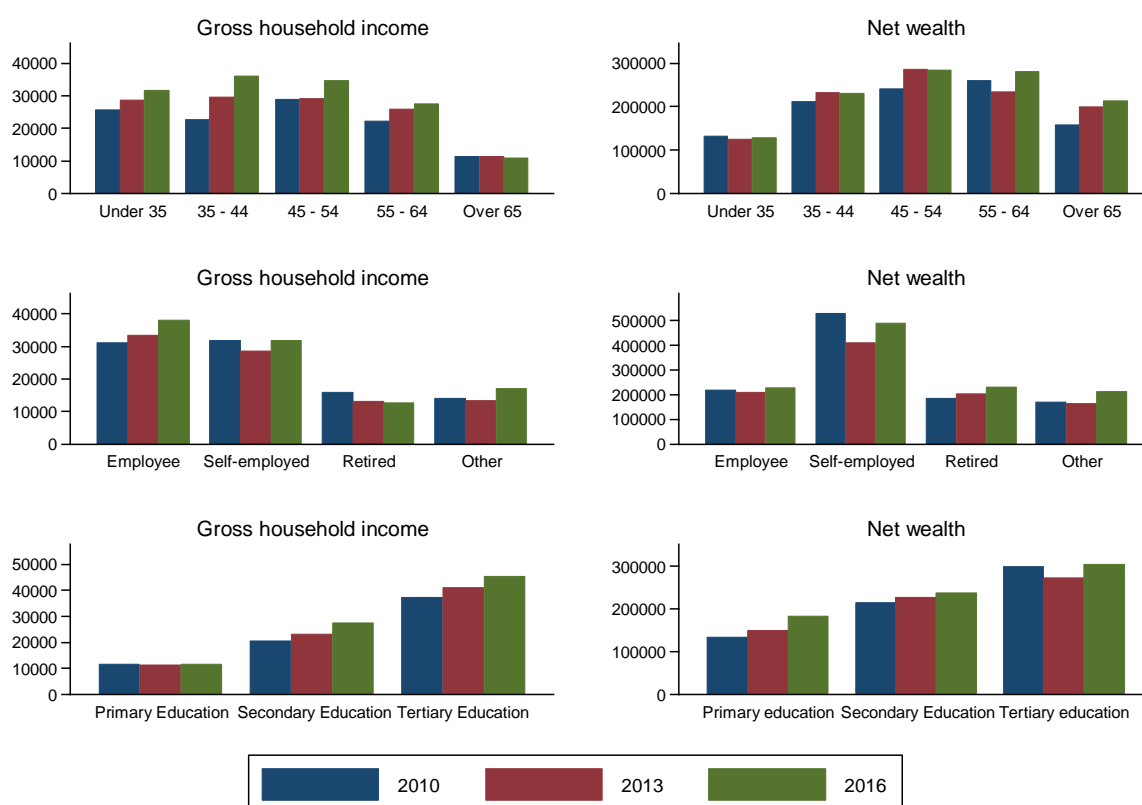 Gross household income
40000
30000
20000
10000
0
Under 35 35 - 44 45 - 54 55 - 64 Over 65
Net wealth
300000
200000
100000
0
Under 35 35 - 44 45 - 54 55 - 64 Over 65
Gross household income
40000
30000
20000
10000
0
Employee Self-employed Retired Other
Net wealth
500000
400000
300000
200000
100000
0
Employee Self-employed Retired Other
Gross household income
50000
40000
30000
20000
10000
0
Primary Education Secondary Education Tertiary Education
Net wealth
300000
200000
100000
0
Primary education Secondary Education Tertiary education
2010 2013 2016